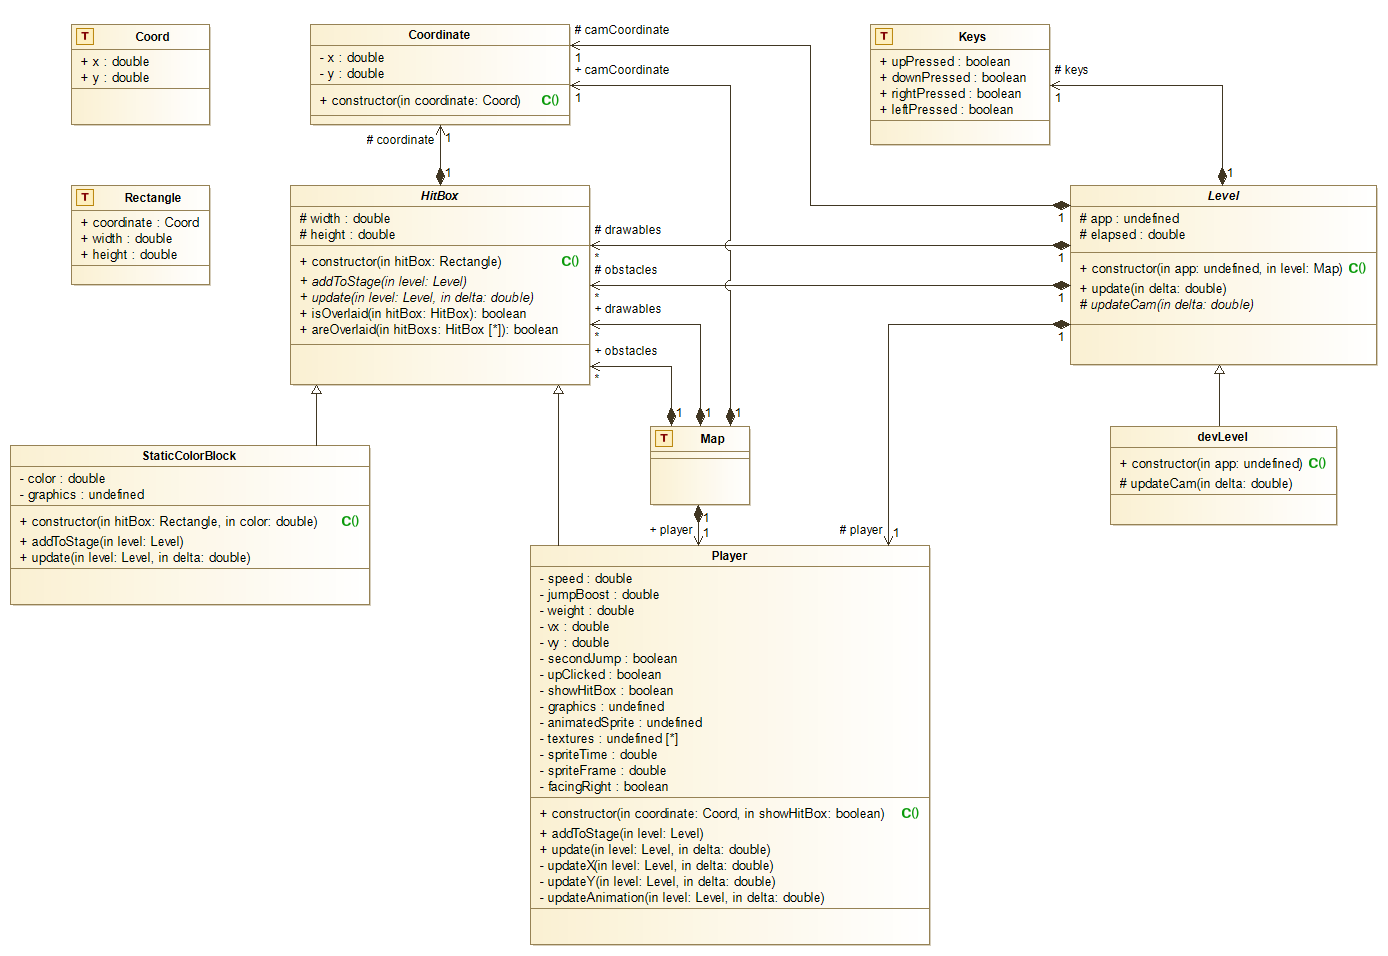 T Coord
+ x : double
+ y : double
Coordinate
- x : double
- y : double
+ constructor(in coordinate: Coord) C()
# camCoordinate
1
+ camCoordinate
1
T Keys
+ upPressed : boolean
+ downPressed : boolean
+ rightPressed : boolean
+ leftPressed : boolean
# keys
1
# coordinate
1
1
1
T Rectangle
+ coordinate : Coord
+ width : double
+ height : double
HitBox
# width : double
# height : double
+ constructor(in hitBox: Rectangle) C()
+ addToStage(in level: Level)
+ update(in level: Level, in delta: double)
+ isOverlaid(in hitBox: HitBox): boolean
+ areOverlaid(in hitBoxs: HitBox [*]): boolean
# drawables
*
# obstacles
*
+ drawables
*
+ obstacles
*
1
1
1
1
Level
# app : undefined
# elapsed : double
+ constructor(in app: undefined, in level: Map) C()
+ update(in delta: double)
# updateCam(in delta: double)
1
1
1
T Map
StaticColorBlock
- color : double
- graphics : undefined
+ constructor(in hitBox: Rectangle, in color: double) C()
+ addToStage(in level: Level)
+ update(in level: Level, in delta: double)
devLevel
+ constructor(in app: undefined) C()
# updateCam(in delta: double)
1
+ player
1
# player
1
Player
- speed : double
- jumpBoost : double
- weight : double
- vx : double
- vy : double
- secondJump : boolean
- upClicked : boolean
- showHitBox : boolean
- graphics : undefined
- animatedSprite : undefined
- textures : undefined [*]
- spriteTime : double
- spriteFrame : double
- facingRight : boolean
+ constructor(in coordinate: Coord, in showHitBox: boolean) C()
+ addToStage(in level: Level)
+ update(in level: Level, in delta: double)
- updateX(in level: Level, in delta: double)
- updateY(in level: Level, in delta: double)
- updateAnimation(in level: Level, in delta: double)